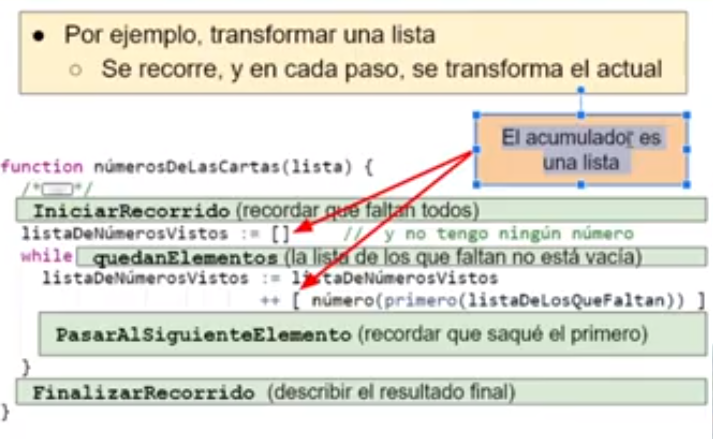 ● Por ejemplo, transformar una lista
○ Se recorre, y en cada paso, se transforma el actual
El acumulador es
una lista
function númerosDeLasCartas(lista) {
/*...*/
IniciarRecorrido (recordar que faltan todos)
listaDeNúmerosVistos := [] // y no tengo ningún número
while quedanElementos (la lista de los que faltan no está vacía)
listaDeNúmerosVistos := listaDeNúmerosVistos
++ [ número(primero(listaDeLosQueFaltan)) ]
PasarAlSiguienteElemento (recordar que saqué el primero)
}
FinalizarRecorrido (describir el resultado final)
}